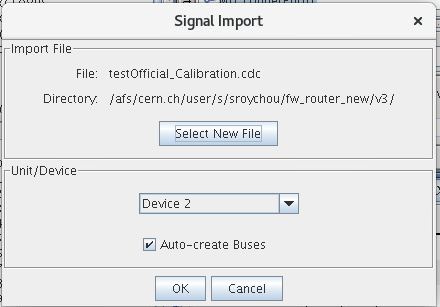 Signal Import
Import File
File: testOfficial_Calibration.cdc
Directory: /afs/cern.ch/user/s/sroychou/fw_router_new/v3/
Select New File
Unit/Device
Device 2
Auto-create Buses
OK Cancel